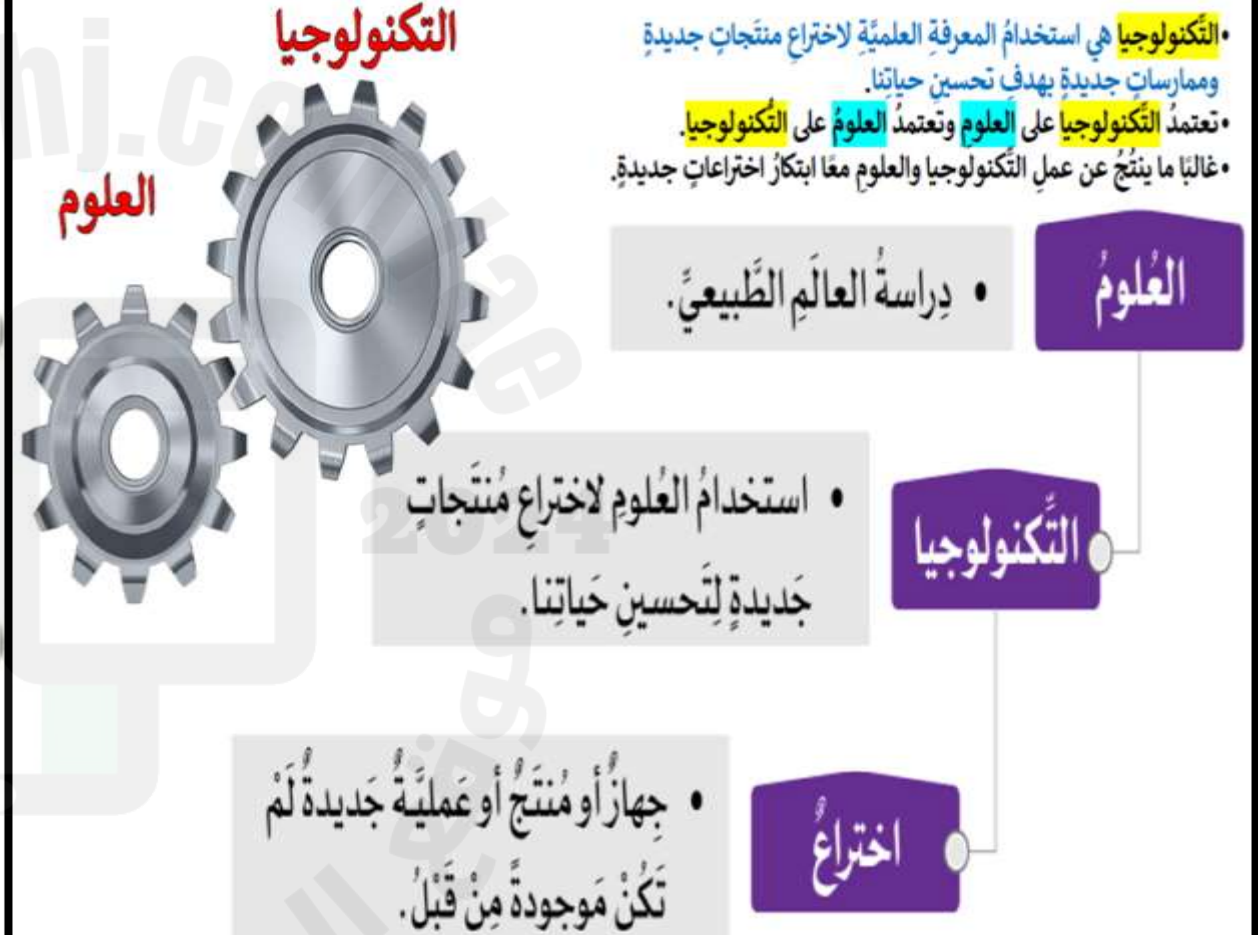 •التَّكنولوجيا هي استخدامُ المعرفةِ العلميَّةِ لاختراعِ منتَجاتٍ جديدةٍ
وممارساتٍ جديدةٍ بهدفِ تحسينِ حياتِنا.
•تعتمدُ التَّكنولوجيا على العلومِ وتعتمدُ العلومُ على التَّكنولوجيا.
•غالبًا ما ينتُجُ عن عملِ التَّكنولوجيا والعلومِ معًا ابتكارُ اختراعاتٍ جديدةٍ.
التكنولوجيا
العلوم
العُلومُ
• دِراسةُ العالَمِ الطَّبيعيِّ.
التَّكنولوجيا
• استخدامُ العُلومِ لاختراعِ مُنتَجاتٍ
جَديدةٍ لِتَحسينِ حَياتِنا.
اختراعٌ
• جِهازٌ أو مُنتَجٌ أو عَمليَّةٌ جَديدةٌ لَمْ
تَكُنْ مَوجودةً مِنْ قَبْلُ.
2024